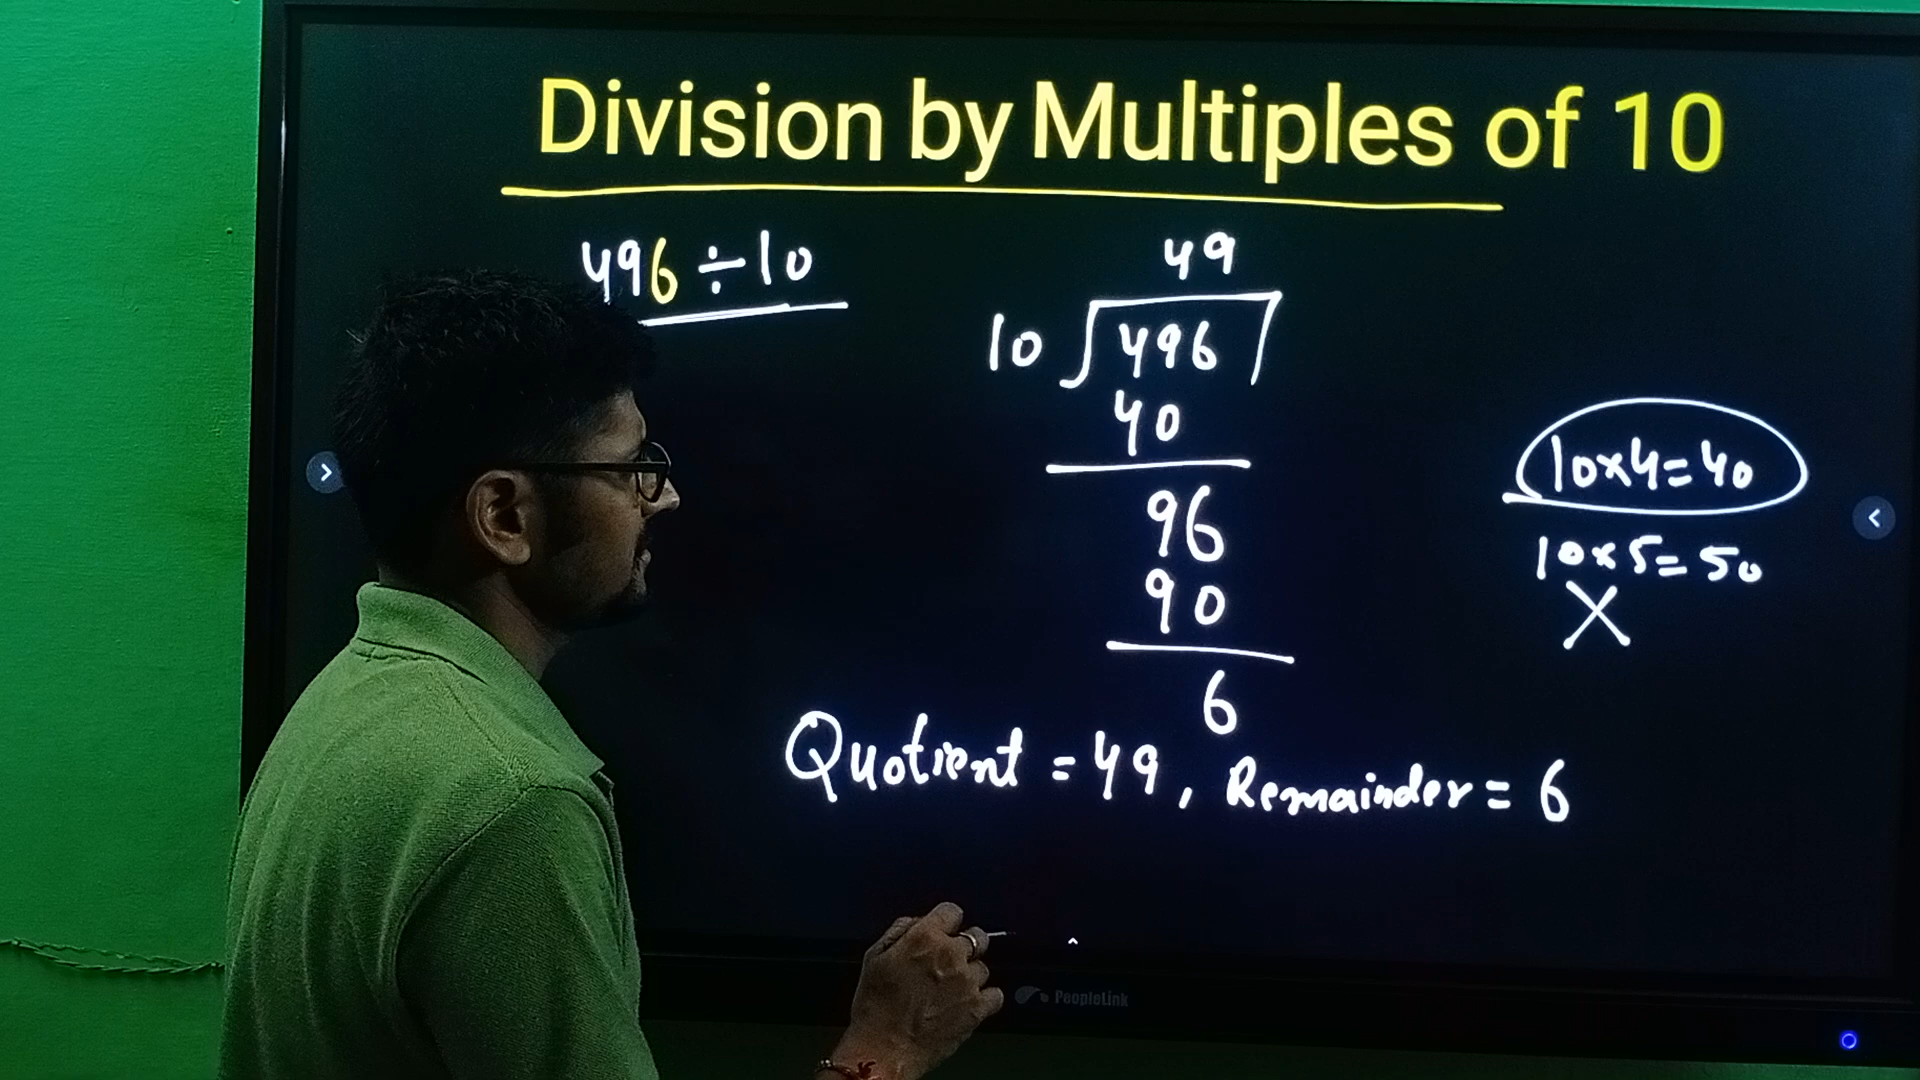 Division by Multiples of 10
496 ÷ 10
49
10 496
40
96
90
6
10×4=40
10×5=50
X
Quotient = 49, Remainder = 6
PeopleLink